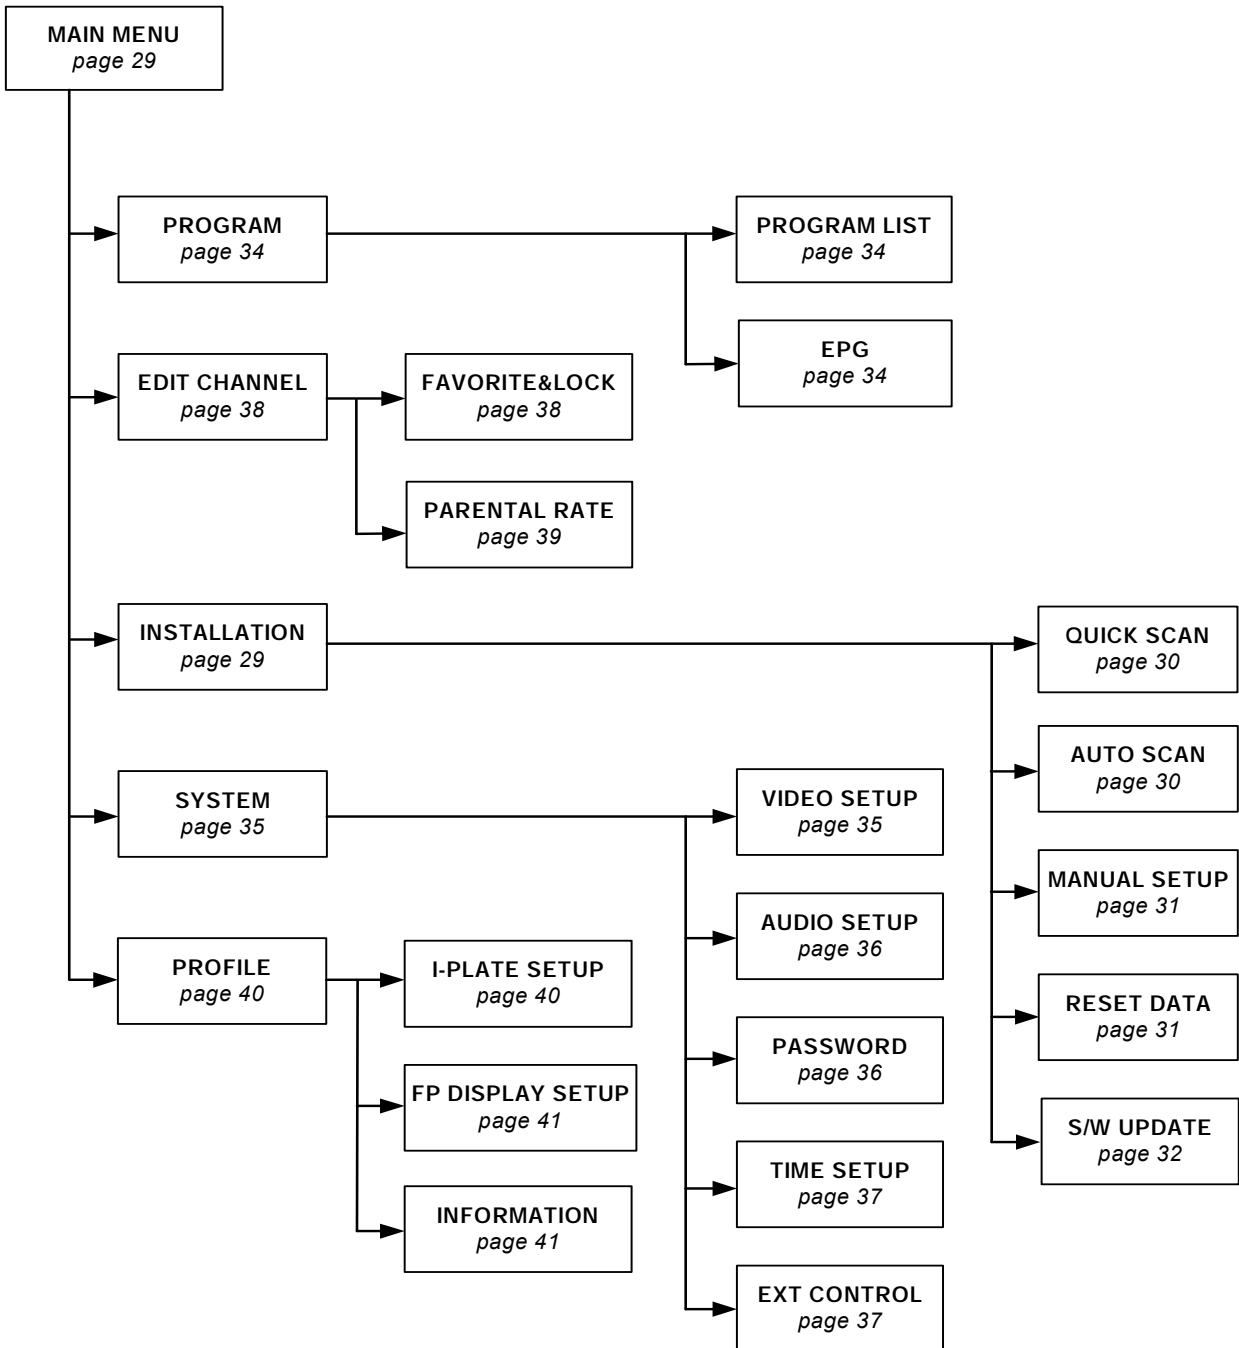 MAIN MENU
page 29
PROGRAM
page 34
PROGRAM LIST
page 34
EPG
page 34
EDIT CHANNEL
page 38
FAVORITE&LOCK
page 38
PARENTAL RATE
page 39
INSTALLATION
page 29
QUICK SCAN
page 30
AUTO SCAN
page 30
MANUAL SETUP
page 31
RESET DATA
page 31
S/W UPDATE
page 32
SYSTEM
page 35
VIDEO SETUP
page 35
AUDIO SETUP
page 36
PASSWORD
page 36
TIME SETUP
page 37
EXT CONTROL
page 37
PROFILE
page 40
I-PLATE SETUP
page 40
FP DISPLAY SETUP
page 41
INFORMATION
page 41